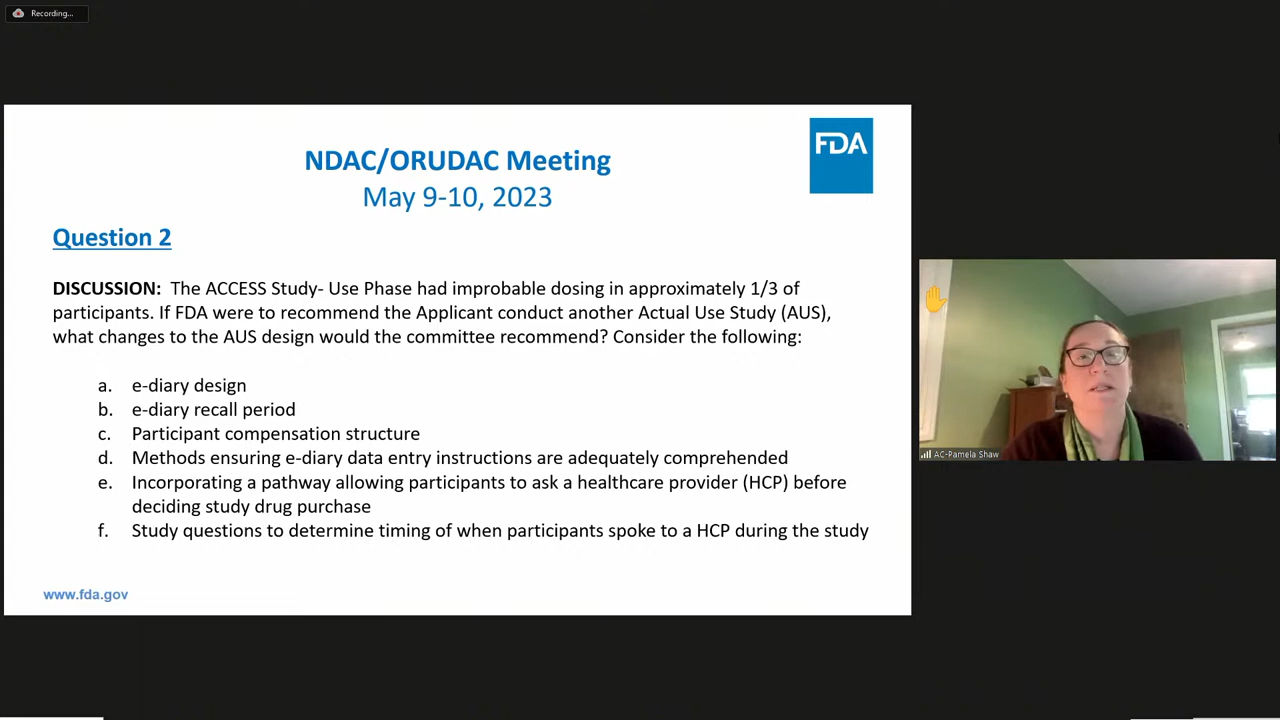 Recording...
FDA
NDAC/ORUDAC Meeting
May 9-10, 2023
Question 2
DISCUSSION: The ACCESS Study- Use Phase had improbable dosing in approximately 1/3 of
participants. If FDA were to recommend the Applicant conduct another Actual Use Study (AUS),
what changes to the AUS design would the committee recommend? Consider the following:
a. e-diary design
b. e-diary recall period
c. Participant compensation structure
d. Methods ensuring e-diary data entry instructions are adequately comprehended
e. Incorporating a pathway allowing participants to ask a healthcare provider (HCP) before
deciding study drug purchase
f. Study questions to determine timing of when participants spoke to a HCP during the study
www.fda.gov
AC-Pamela Shaw